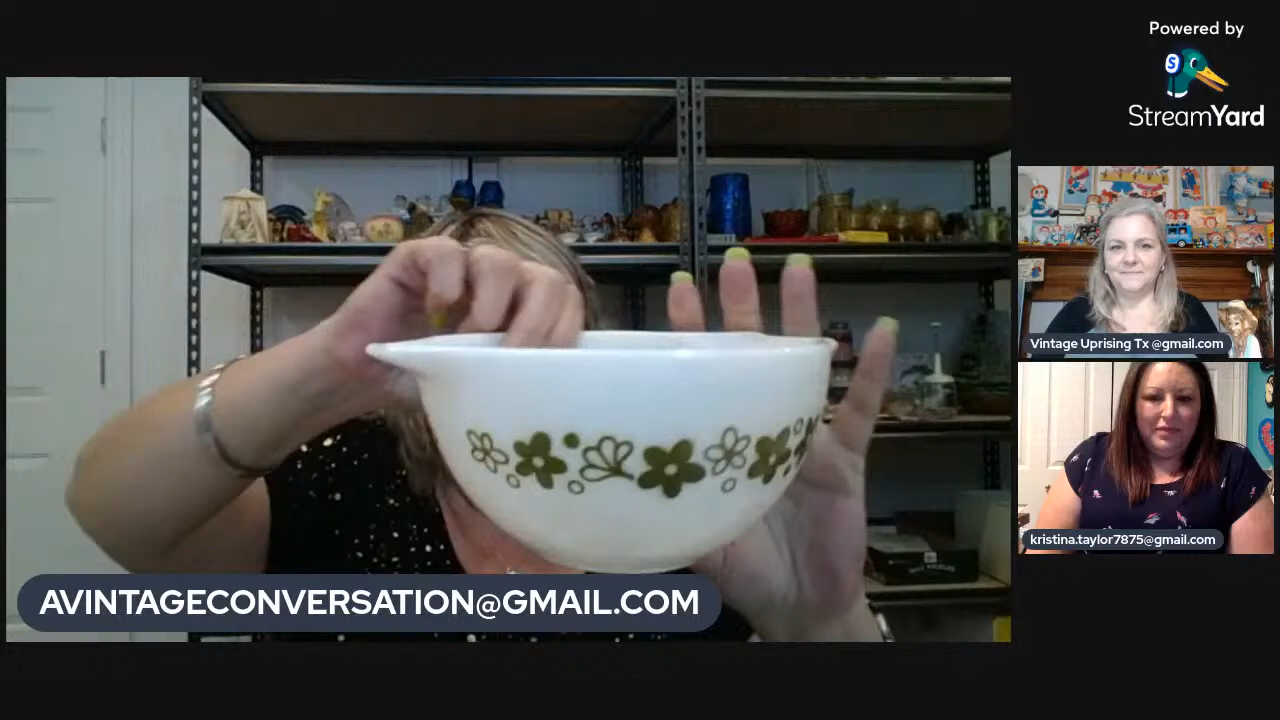 Powered by
StreamYard
Vintage Uprising Tx @gmail.com
kristina.taylor7875@gmail.com
AVINTAGECONVERSATION@GMAIL.COM